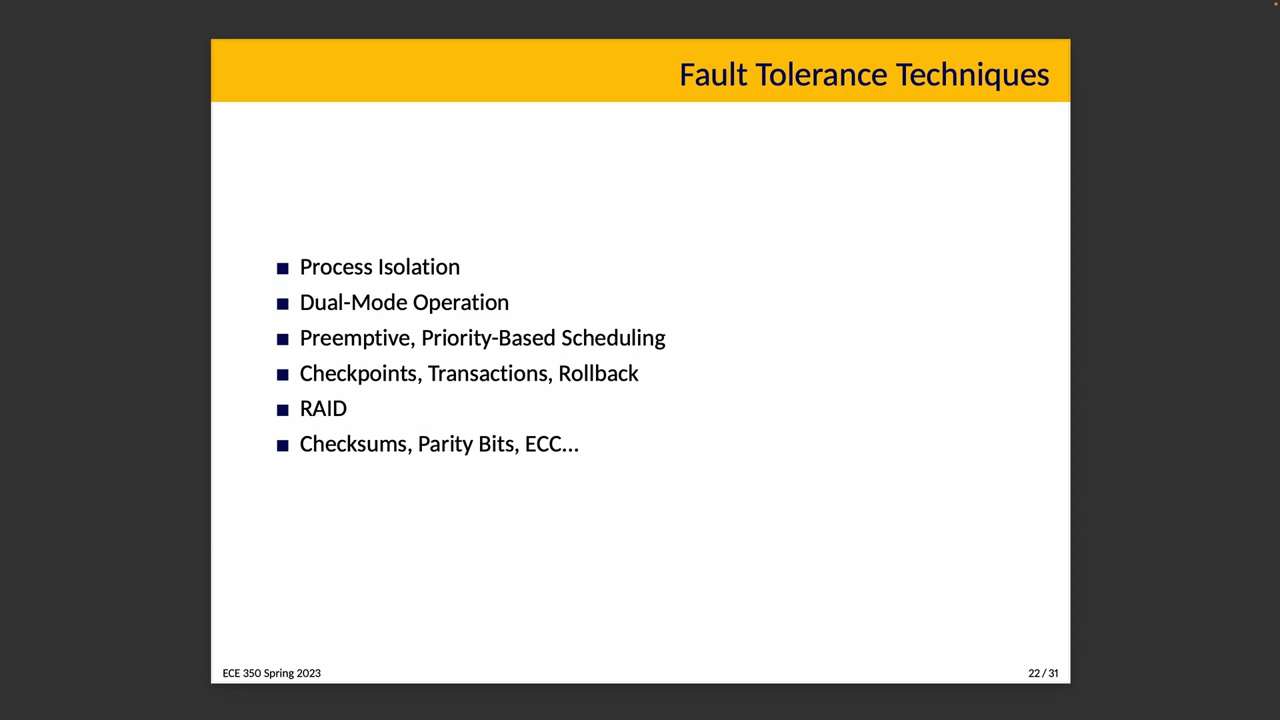 Fault Tolerance Techniques
Process Isolation
Dual-Mode Operation
Preemptive, Priority-Based Scheduling
Checkpoints, Transactions, Rollback
RAID
Checksums, Parity Bits, ECC...
ECE 350 Spring 2023
22 / 31